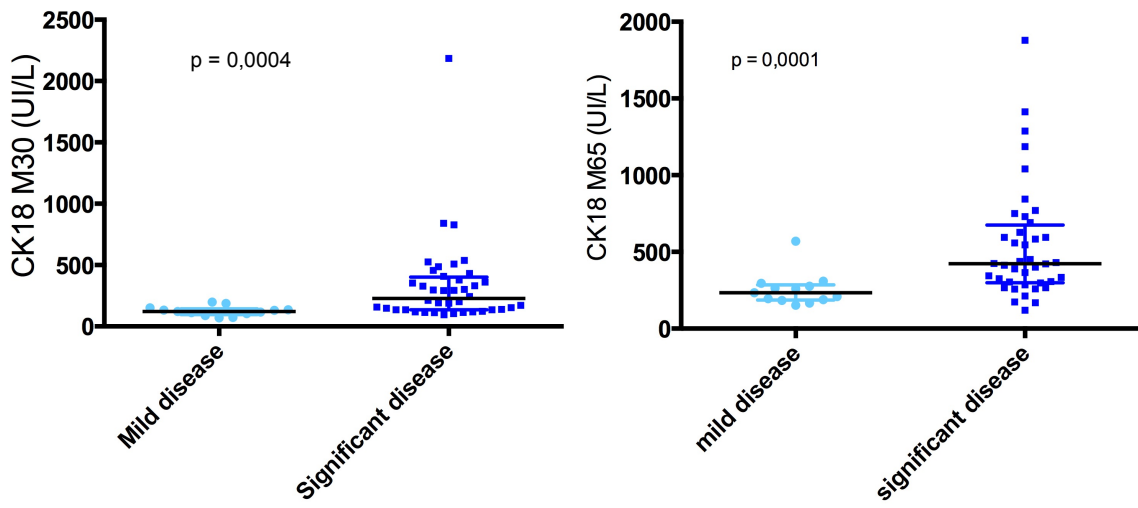 CK18 M30 (UI/L)
2500
2000
1500
1000
500
0
p = 0,0004
Mild disease
Significant disease
CK18 M65 (UI/L)
2000
1500
1000
500
0
p = 0,0001
mild disease
significant disease